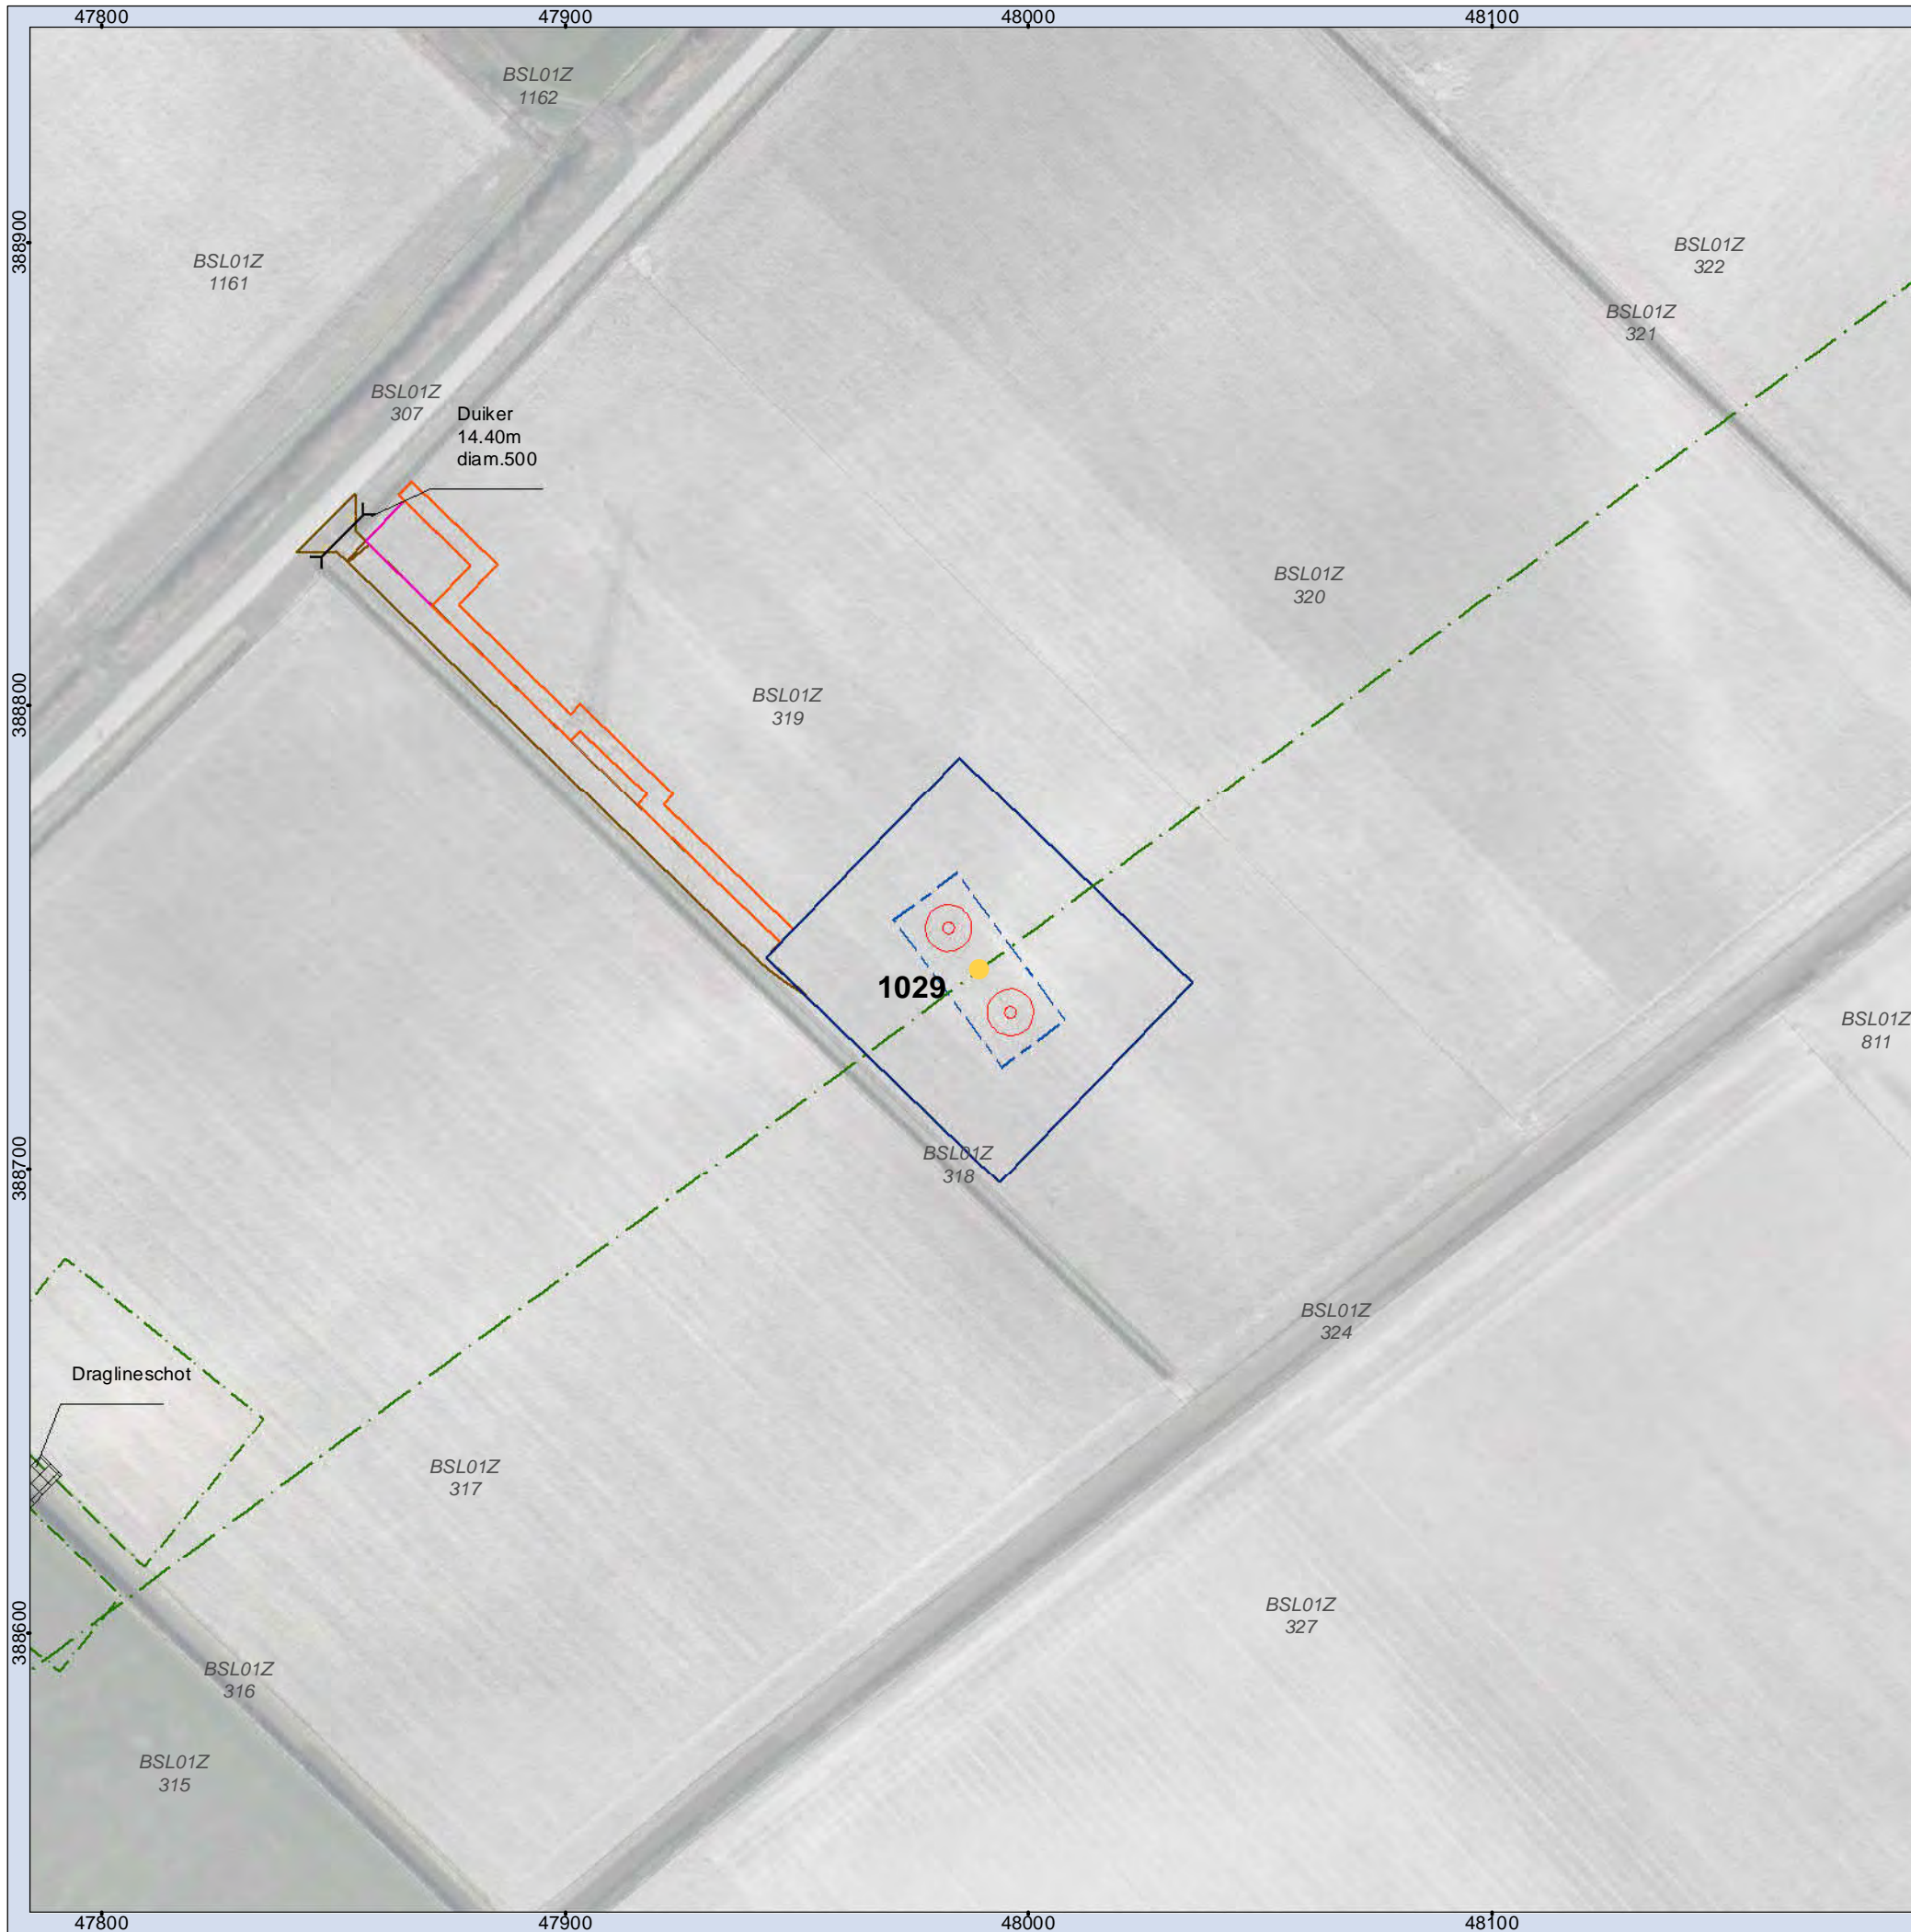 47800
47900
48000
48100
BSL01Z
1162
388900
BSL01Z
1161
BSL01Z
322
BSL01Z
321
BSL01Z
307
Duiker
14.40m
diam.500
BSL01Z
320
388800
BSL01Z
319
1029
BSL01Z
811
388700
BSL01Z
318
BSL01Z
324
Draglineschot
BSL01Z
317
388600
BSL01Z
327
BSL01Z
316
BSL01Z
315
47800
47900
48000
48100